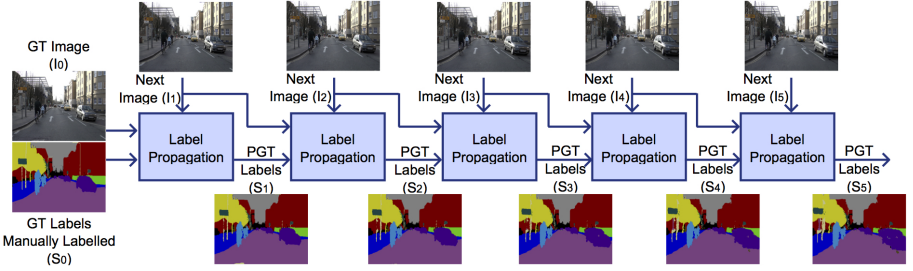 GT Image
(I0)
Next
Image (I1)
Next
Image (I2)
Next
Image (I3)
Next
Image (I4)
Next
Image (I5)
Label
Propagation
Label
Propagation
Label
Propagation
Label
Propagation
Label
Propagation
PGT
Labels
(S1)
PGT
Labels
(S2)
PGT
Labels
(S3)
PGT
Labels
(S4)
PGT
Labels
(S5)
GT Labels
Manually Labelled
(S0)